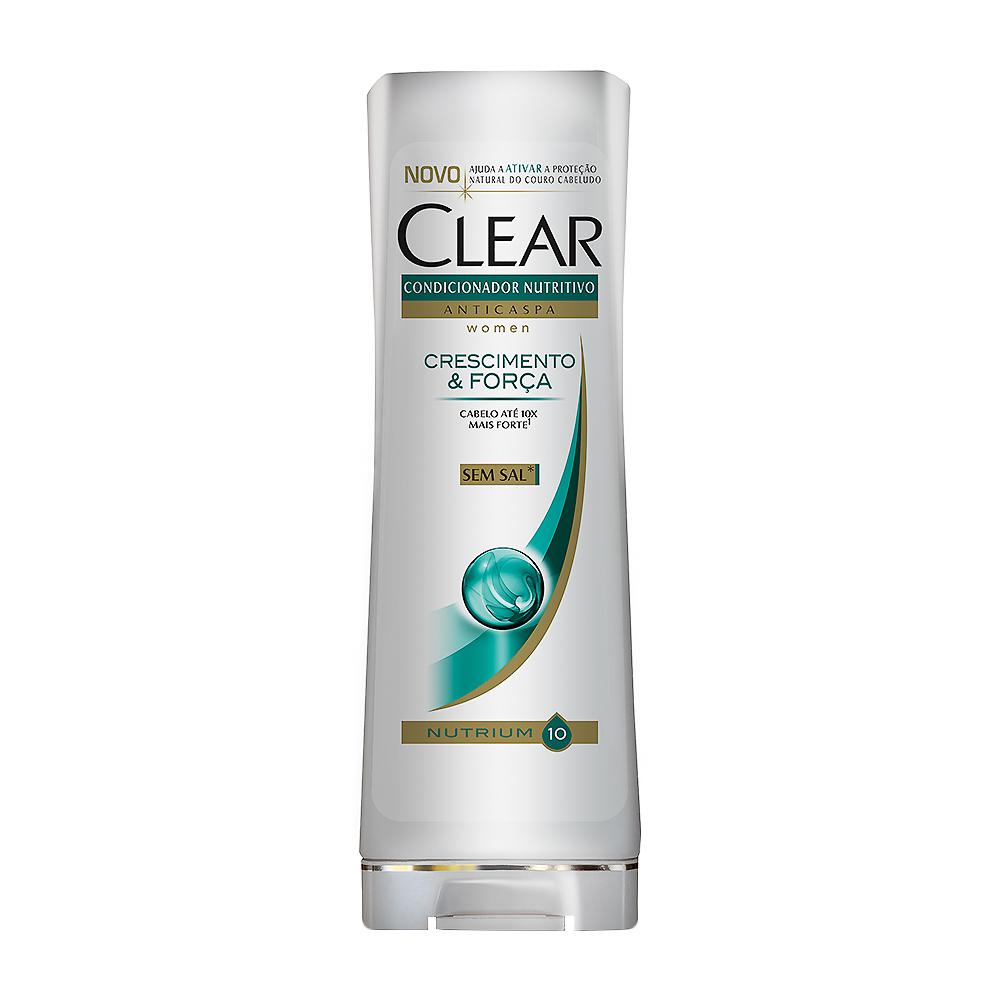 NOVO
AJUDA A ATIVAR A PROTEÇÃO
NATURAL DO COURO CABELUDO
CLEAR
CONDICIONADOR NUTRITIVO
ANTICASPA
women
CRESCIMENTO
& FORÇA
CABELO ATÉ 10X
MAIS FORTE¹
SEM SAL*
NUTRIUM 10